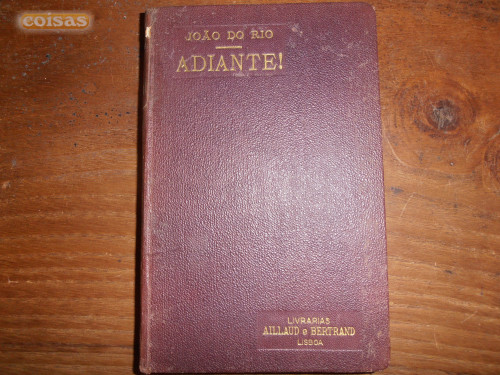 coisas
JOÃO DO RIO
ADIANTE!
LIVRARIAS
AILLAUD e BERTRAND
LISBOA